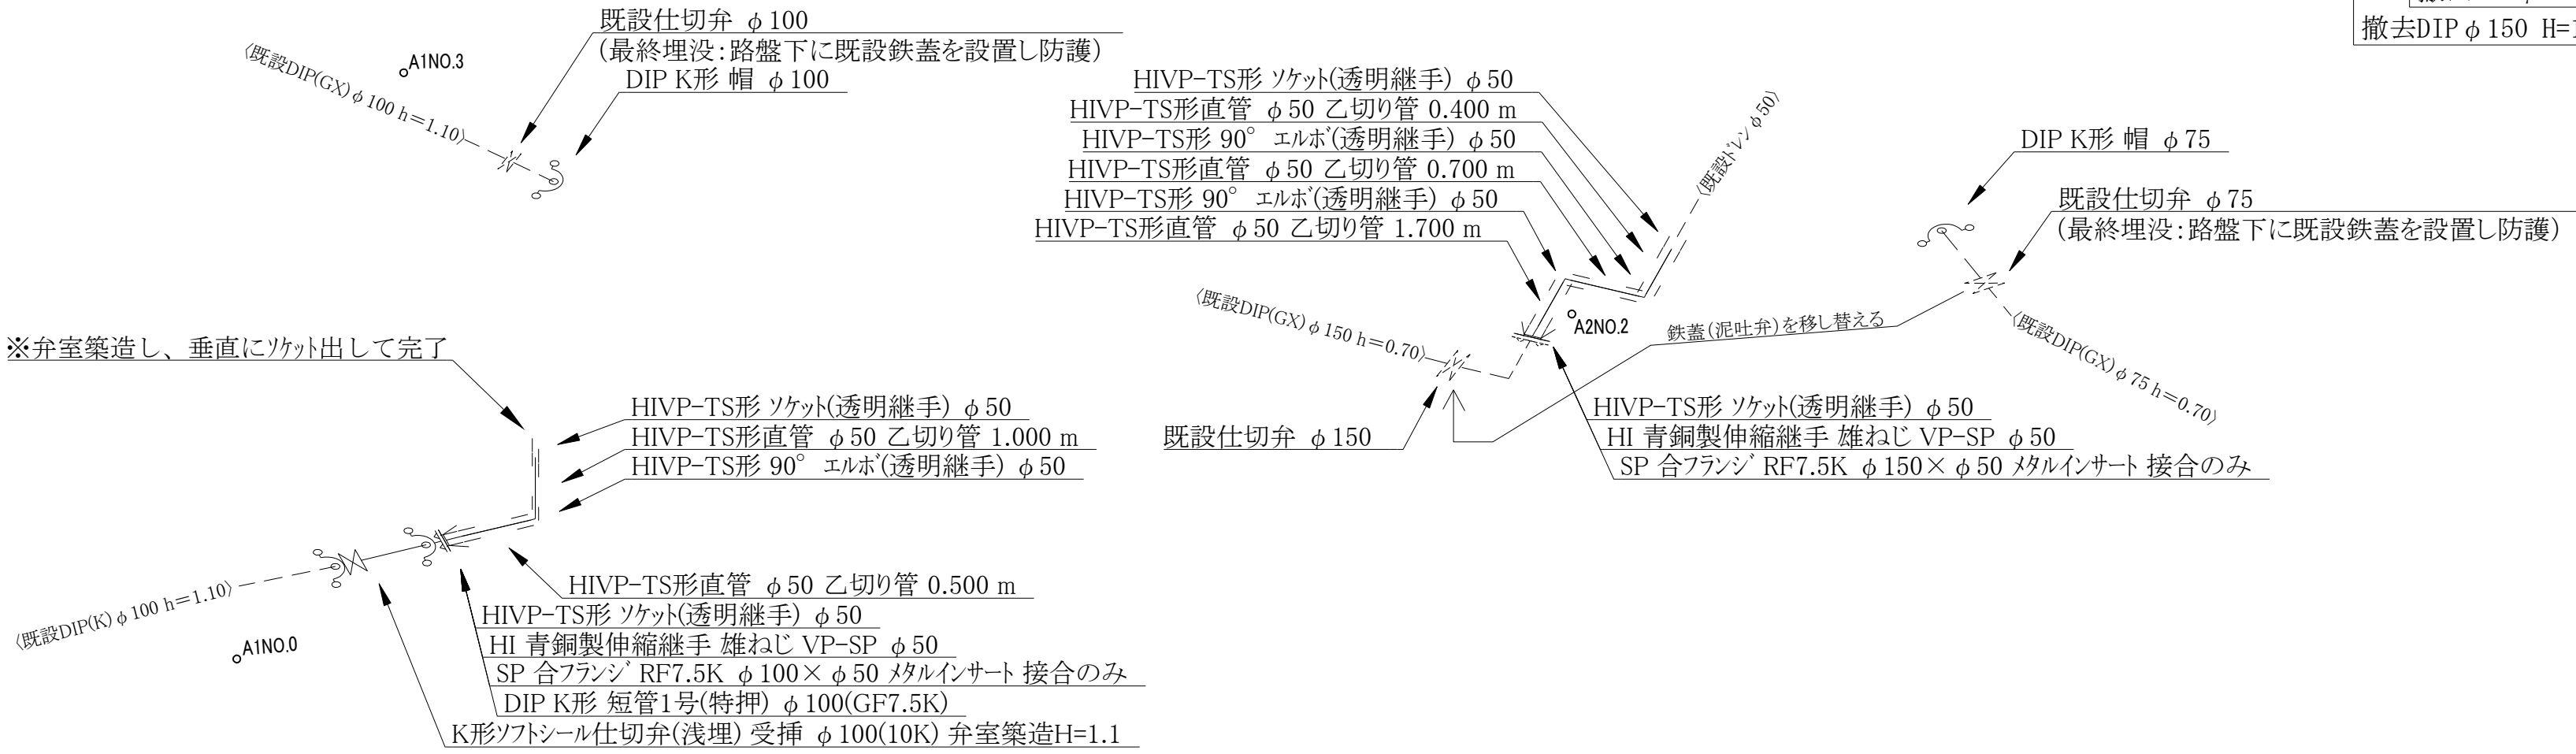 既設仕切弁 φ100
(最終埋没：路盤下に既設鉄蓋を設置し防護)
DIP K形 帽 φ100
A1NO.3
〈既設DIP(GX)φ100 h＝1.10〉
撤去DIPφ150 H=1
HIVP-TS形 ソケット(透明継手) φ50
HIVP-TS形直管 φ50 乙切り管 0.400 m
HIVP-TS形 90° エルボ(透明継手) φ50
HIVP-TS形直管 φ50 乙切り管 0.700 m
HIVP-TS形 90° エルボ(透明継手) φ50
HIVP-TS形直管 φ50 乙切り管 1.700 m
〈既設ドレンφ50〉
DIP K形 帽 φ75
既設仕切弁 φ75
(最終埋没：路盤下に既設鉄蓋を設置し防護)
〈既設DIP(GX)φ150 h＝0.70〉
A2NO.2
鉄蓋(泥吐弁)を移し替える
〈既設DIP(GX)φ75 h＝0.70〉
既設仕切弁 φ150
HIVP-TS形 ソケット(透明継手) φ50
HI 青銅製伸縮継手 雄ねじ VP-SP φ50
SP 合フランジ RF7.5K φ150×φ50 メタルインサート 接合のみ
※弁室築造し、垂直にソケット出して完了
HIVP-TS形 ソケット(透明継手) φ50
HIVP-TS形直管 φ50 乙切り管 1.000 m
HIVP-TS形 90° エルボ(透明継手) φ50
〈既設DIP(K)φ100 h＝1.10〉
A1NO.0
HIVP-TS形直管 φ50 乙切り管 0.500 m
HIVP-TS形 ソケット(透明継手) φ50
HI 青銅製伸縮継手 雄ねじ VP-SP φ50
SP 合フランジ RF7.5K φ100×φ50 メタルインサート 接合のみ
DIP K形 短管1号(特押) φ100(GF7.5K)
K形ソフトシール仕切弁(浅埋) 受挿 φ100(10K) 弁室築造H=1.1